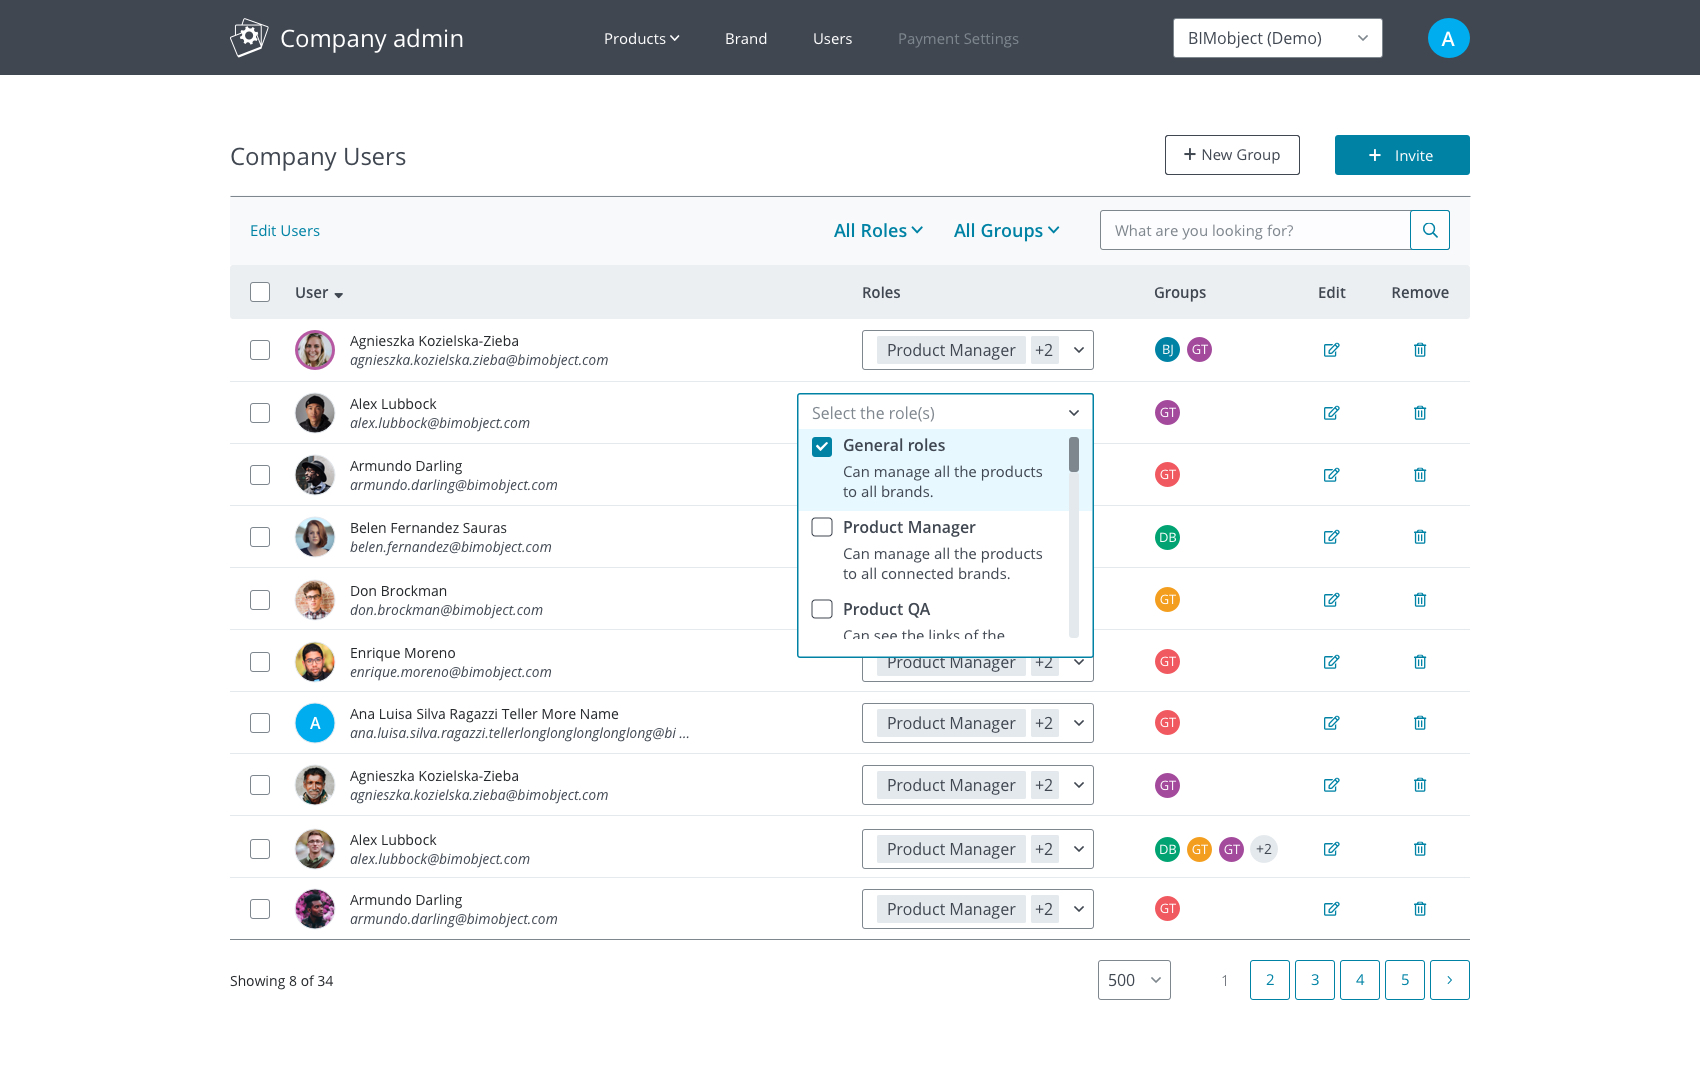 Company admin
Products
Brand
Users
Payment Settings
BIMobject (Demo)
A
Company Users
+ New Group
+ Invite
Edit Users
All Roles
All Groups
What are you looking for?
User
Roles
Groups
Edit
Remove
Agnieszka Kozielska-Zieba
agnieszka.kozielska.zieba@bimobject.com
Product Manager +2
BJ GT
Alex Lubbock
alex.lubbock@bimobject.com
Select the role(s)
General roles
Can manage all the products
to all brands.
Product Manager
Can manage all the products
to all connected brands.
Product QA
Can see the links of the
GT
Armundo Darling
armundo.darling@bimobject.com
GT
Belen Fernandez Sauras
belen.fernandez@bimobject.com
DB
Don Brockman
don.brockman@bimobject.com
GT
Enrique Moreno
enrique.moreno@bimobject.com
Product Manager +2
GT
A
Ana Luisa Silva Ragazzi Teller More Name
ana.luisa.silva.ragazzi.tellerlonglonglonglonglong@bi ...
Product Manager +2
GT
Agnieszka Kozielska-Zieba
agnieszka.kozielska.zieba@bimobject.com
Product Manager +2
GT
Alex Lubbock
alex.lubbock@bimobject.com
Product Manager +2
DB GT GT +2
Armundo Darling
armundo.darling@bimobject.com
Product Manager +2
GT
Showing 8 of 34
500
1 2 3 4 5 >